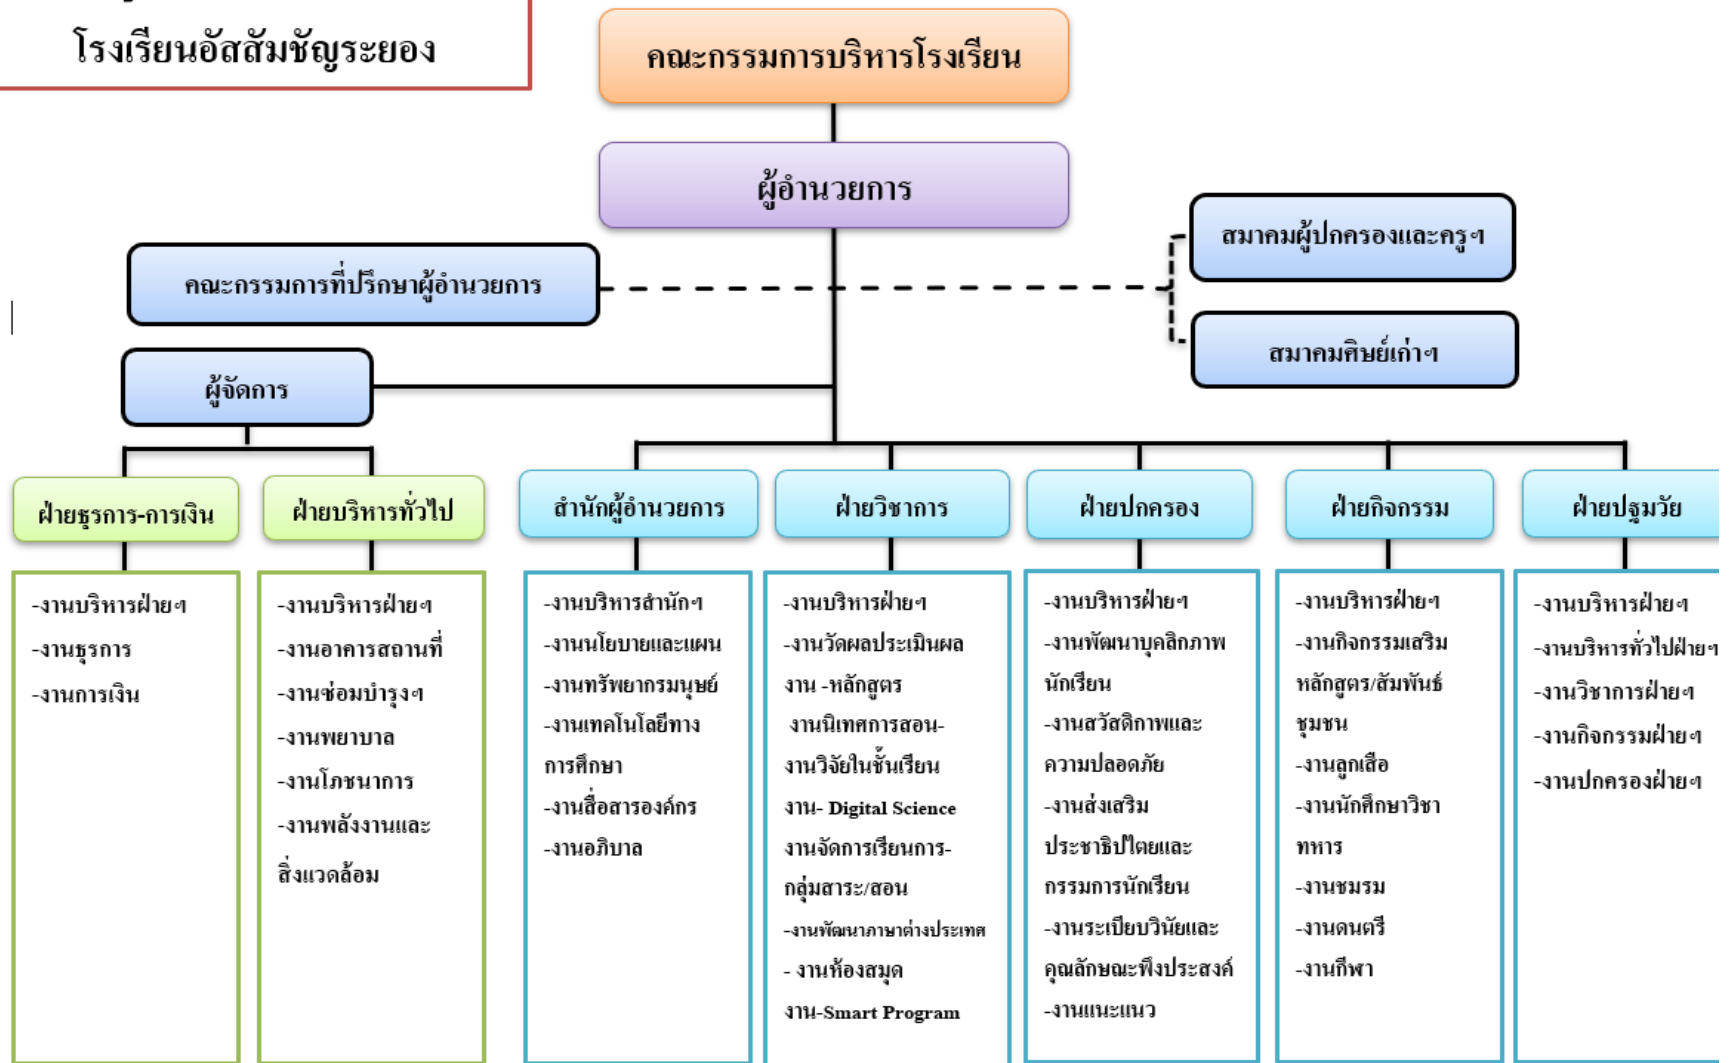 โรงเรียนอัสสัมชัญระยอง
คณะกรรมการบริหารโรงเรียน
ผู้อำนวยการ
สมาคมผู้ปกครองและครูฯ
คณะกรรมการที่ปรึกษาผู้อำนวยการ
สมาคมศิษย์เก่าฯ
ผู้จัดการ
ฝ่ายธุรการ-การเงิน
-งานบริหารฝ่ายฯ
-งานธุรการ
-งานการเงิน
ฝ่ายบริหารทั่วไป
-งานบริหารฝ่ายฯ
-งานอาคารสถานที่
-งานซ่อมบำรุงฯ
-งานพยาบาล
-งานโภชนาการ
-งานพลังงานและ
สิ่งแวดล้อม
สำนักผู้อำนวยการ
-งานบริหารสำนักฯ
-งานนโยบายและแผน
-งานทรัพยากรมนุษย์
-งานเทคโนโลยีทาง
การศึกษา
-งานสื่อสารองค์กร
-งานอภิบาล
ฝ่ายวิชาการ
-งานบริหารฝ่ายฯ
-งานวัดผลประเมินผล
งาน -หลักสูตร
งานนิเทศการสอน-
งานวิจัยในชั้นเรียน
งาน- Digital Science
งานจัดการเรียนการ-
กลุ่มสาระ/สอน
-งานพัฒนาภาษาต่างประเทศ
- งานห้องสมุด
งาน-Smart Program
ฝ่ายปกครอง
-งานบริหารฝ่ายฯ
-งานพัฒนาบุคลิกภาพ
นักเรียน
-งานสวัสดิภาพและ
ความปลอดภัย
-งานส่งเสริม
ประชาธิปไตยและ
กรรมการนักเรียน
-งานระเบียบวินัยและ
คุณลักษณะพึงประสงค์
-งานแนะแนว
ฝ่ายกิจกรรม
-งานบริหารฝ่ายฯ
-งานกิจกรรมเสริม
หลักสูตร/สัมพันธ์
ชุมชน
-งานลูกเสือ
-งานนักศึกษาวิชา
ทหาร
-งานชมรม
-งานดนตรี
-งานกีฬา
ฝ่ายปฐมวัย
-งานบริหารฝ่ายฯ
-งานบริหารทั่วไปฝ่ายฯ
-งานวิชาการฝ่ายฯ
-งานกิจกรรมฝ่ายฯ
-งานปกครองฝ่ายฯ